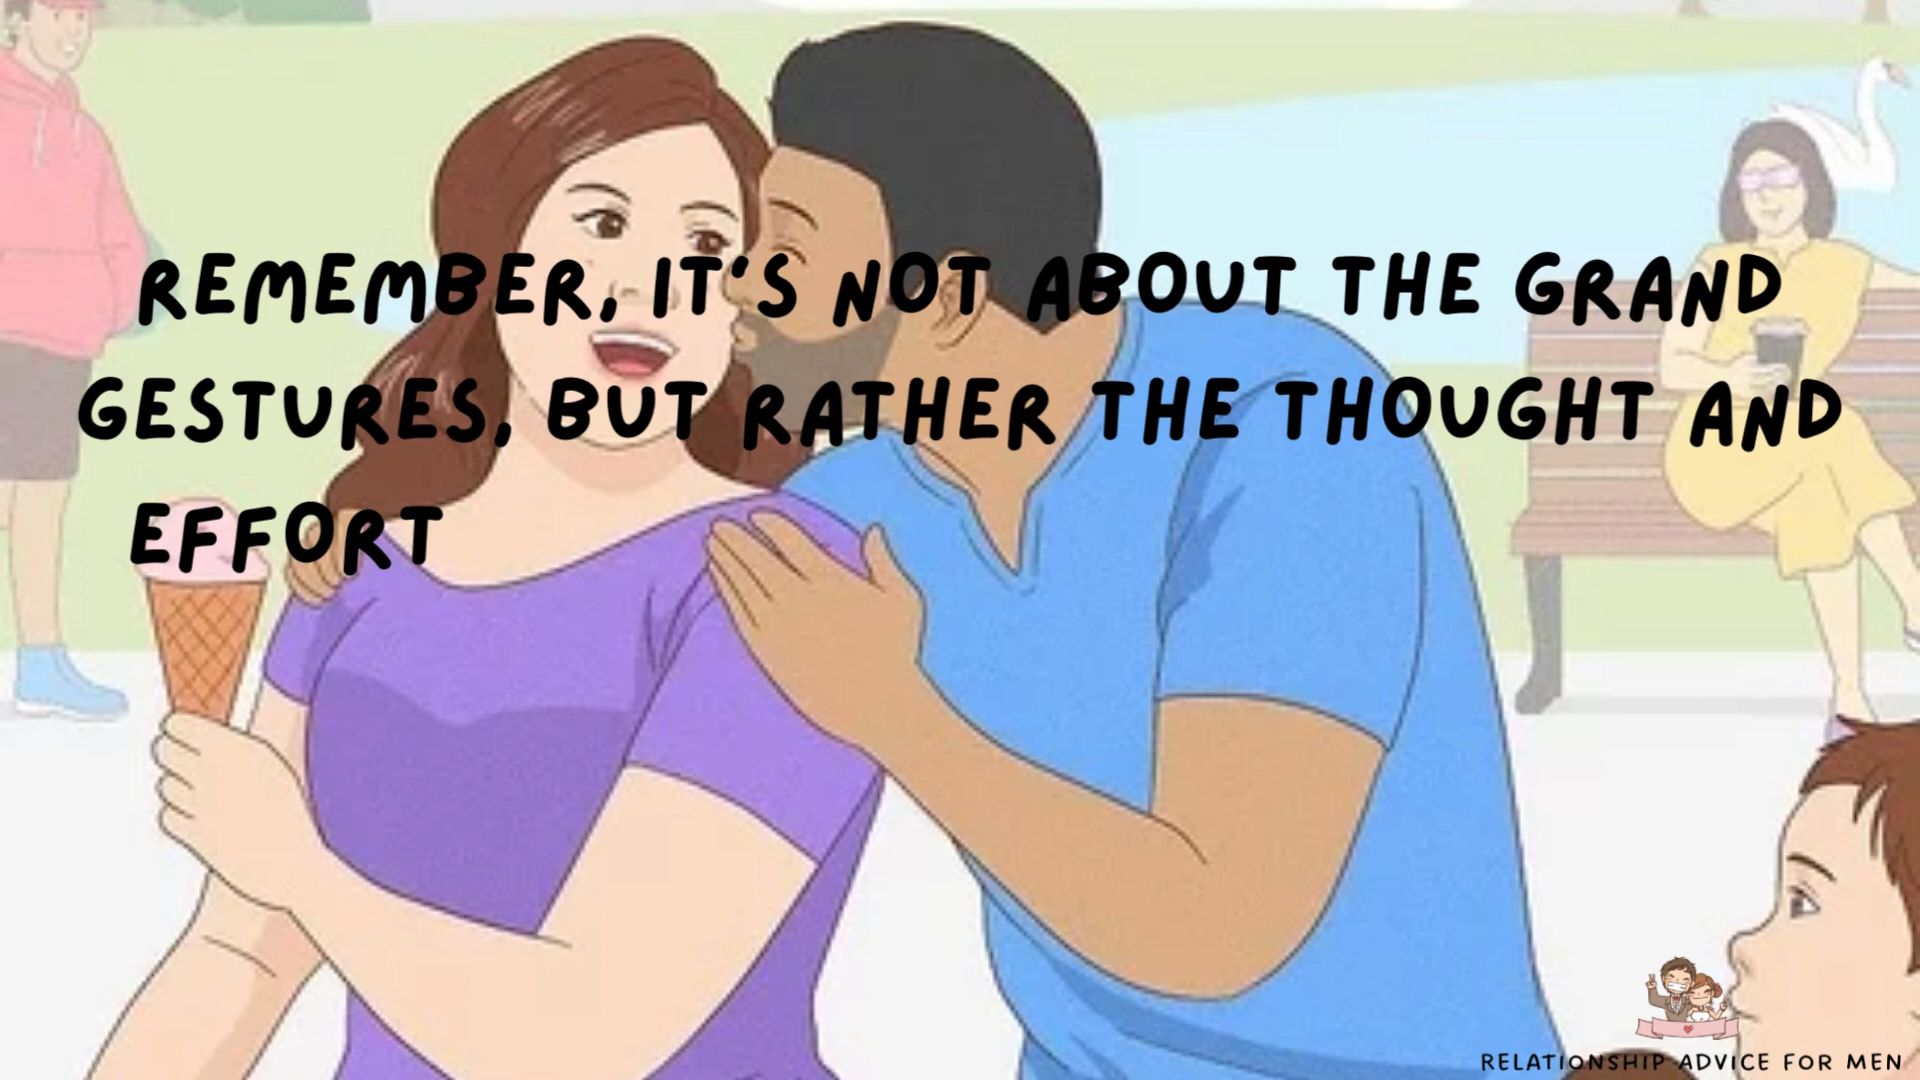 REMEMBER, IT'S NOT ABOUT THE GRAND
GESTURES, BUT RATHER THE THOUGHT AND
EFFORT
RELATIONSHIP ADVICE FOR MEN